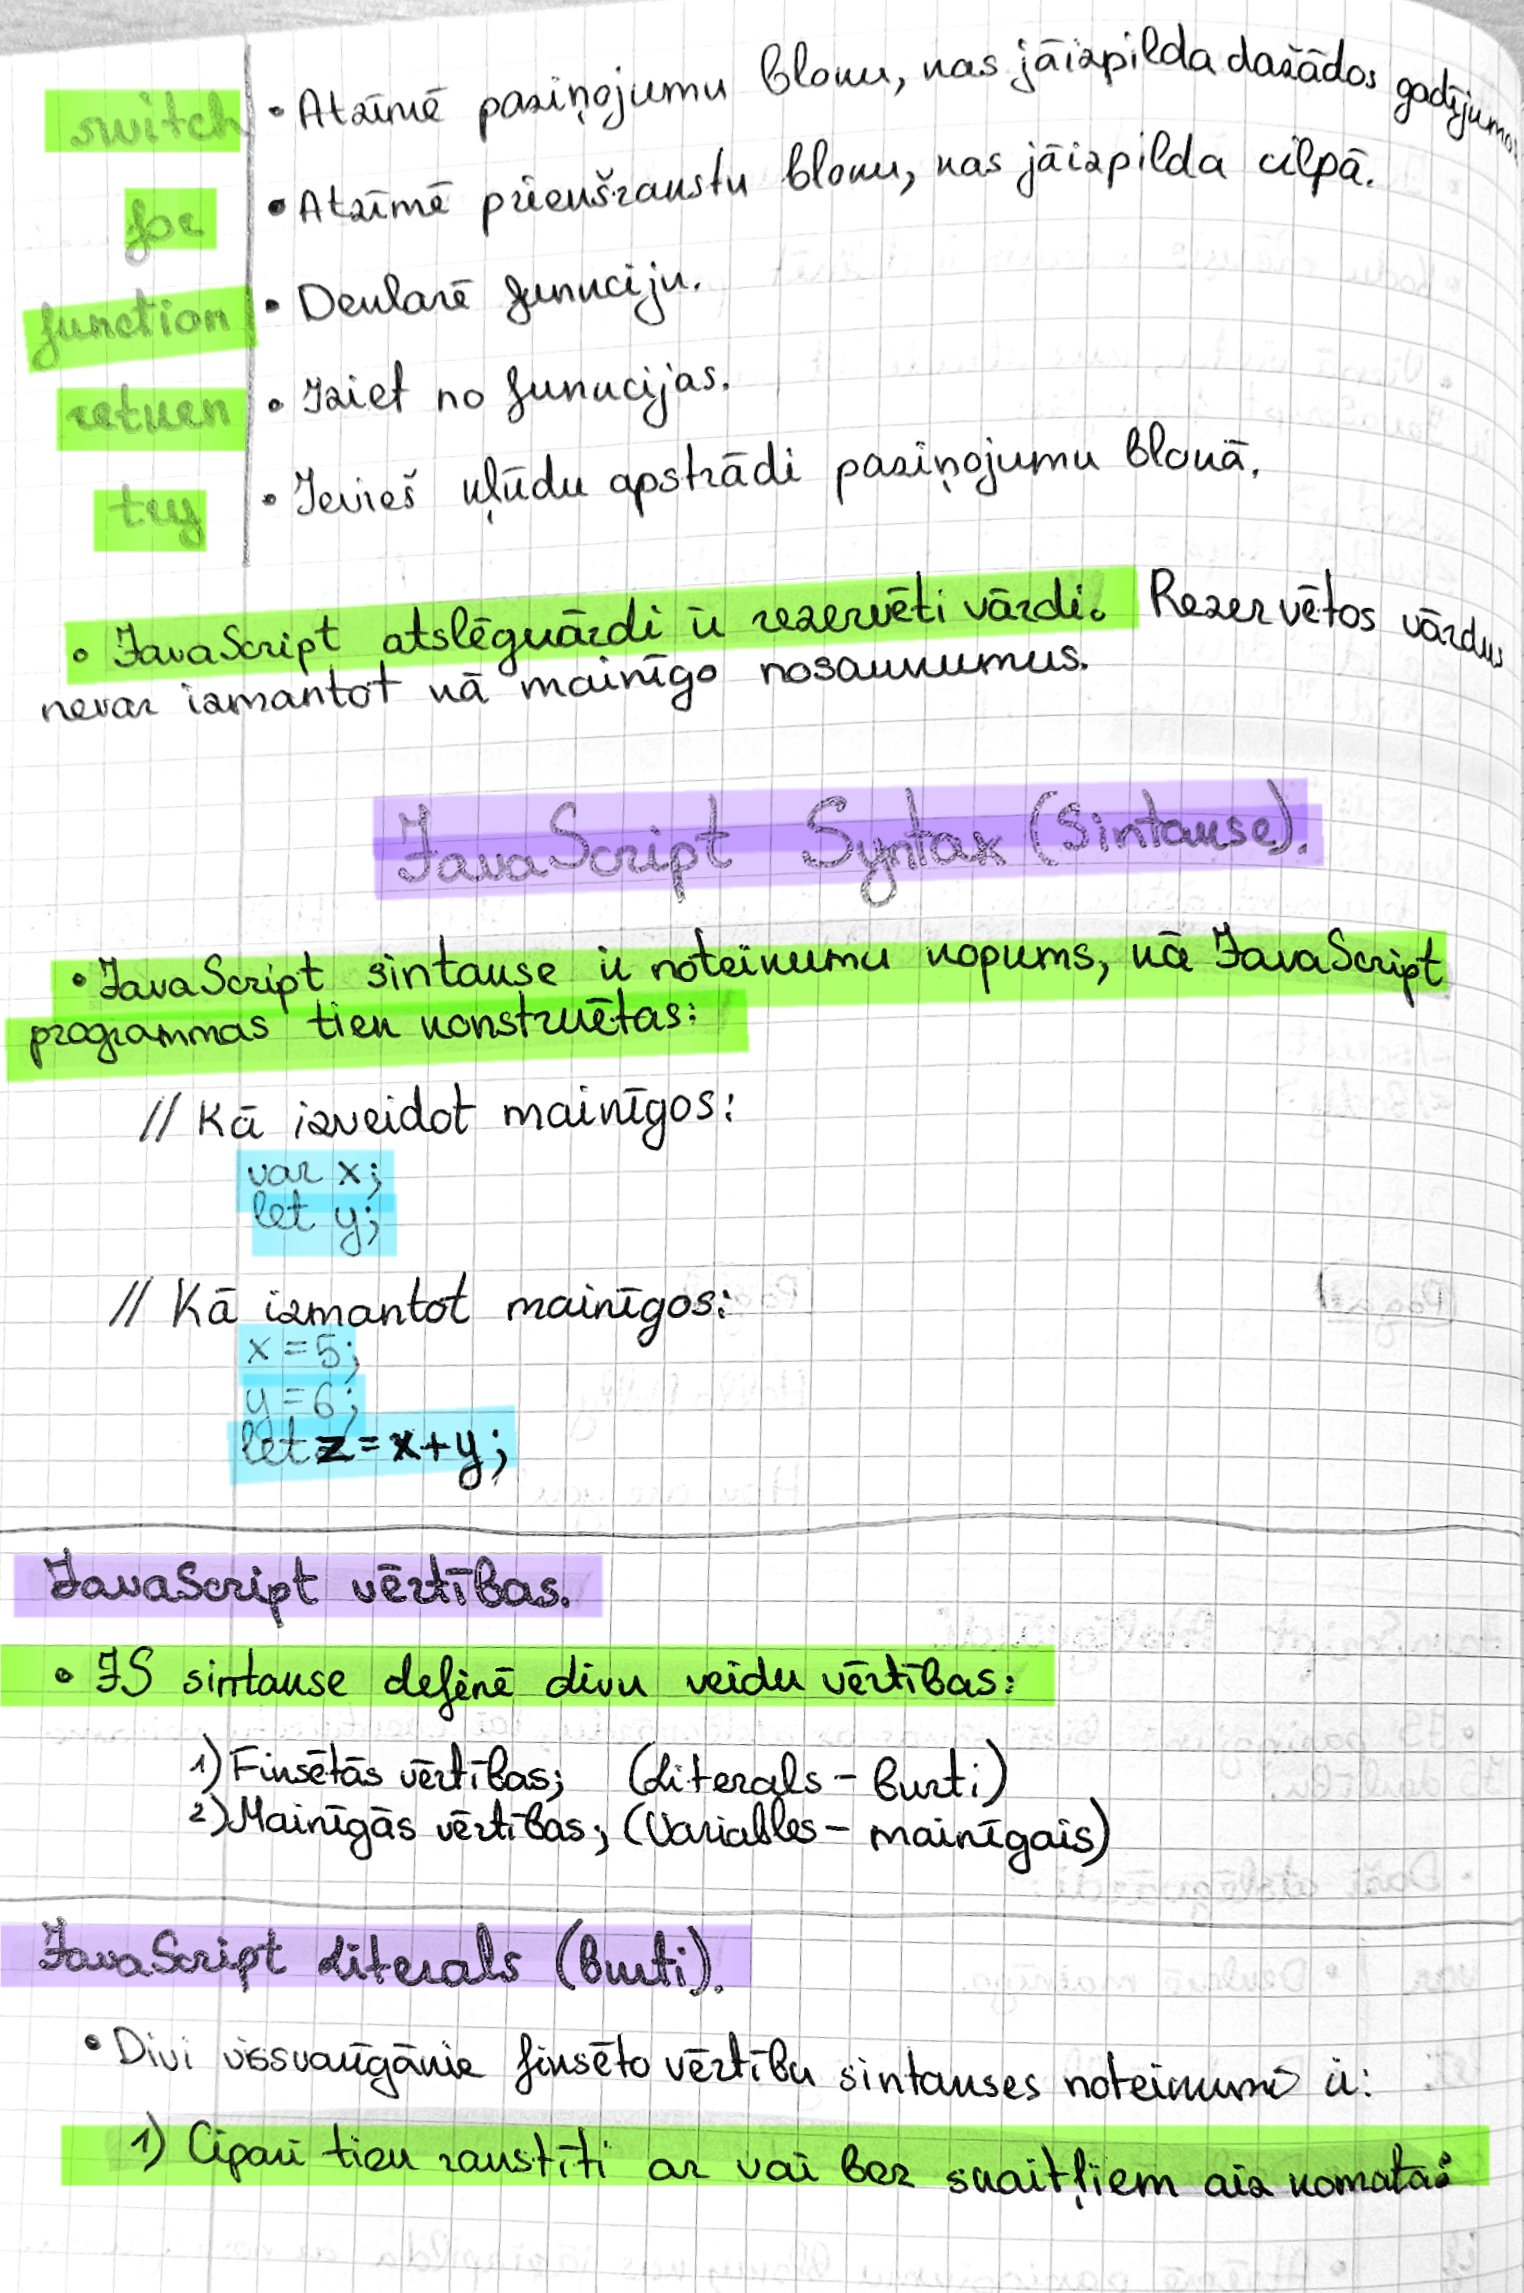 switch • Atzīmē paziņojumu bloku, kas jāizpilda dažādos gadījumos
for • Atzīmē priekšrakstu bloku, kas jāizpilda cilpā.
function • Deklarē funkciju.
return • Iziet no funkcijas.
try • Ievieš kļūdu apstrādi paziņojumu blokā.
• JavaScript atslēgvārdi ir rezervēti vārdi. Rezervētos vārdus
nevar izmantot kā mainīgo nosaukumus.
JavaScript Syntax (Sintakse).
• JavaScript sintakse ir noteikumu kopums, kā JavaScript
programmas tiek konstruētas:
// Kā izveidot mainīgos:
var x;
let y;
// Kā izmantot mainīgos:
x = 5;
y = 6;
let z = x + y;
JavaScript vērtības.
• JS sintakse definē divu veidu vērtības:
1) Fiksētās vērtības; (Literals - burti)
2) Mainīgās vērtības; (Variables - mainīgais)
JavaScript Literals (burti).
• Divi vissvarīgākie fiksēto vērtību sintakses noteikumi ir:
1) Cipari tiek rakstīti ar vai bez skaitļiem aiz komata: